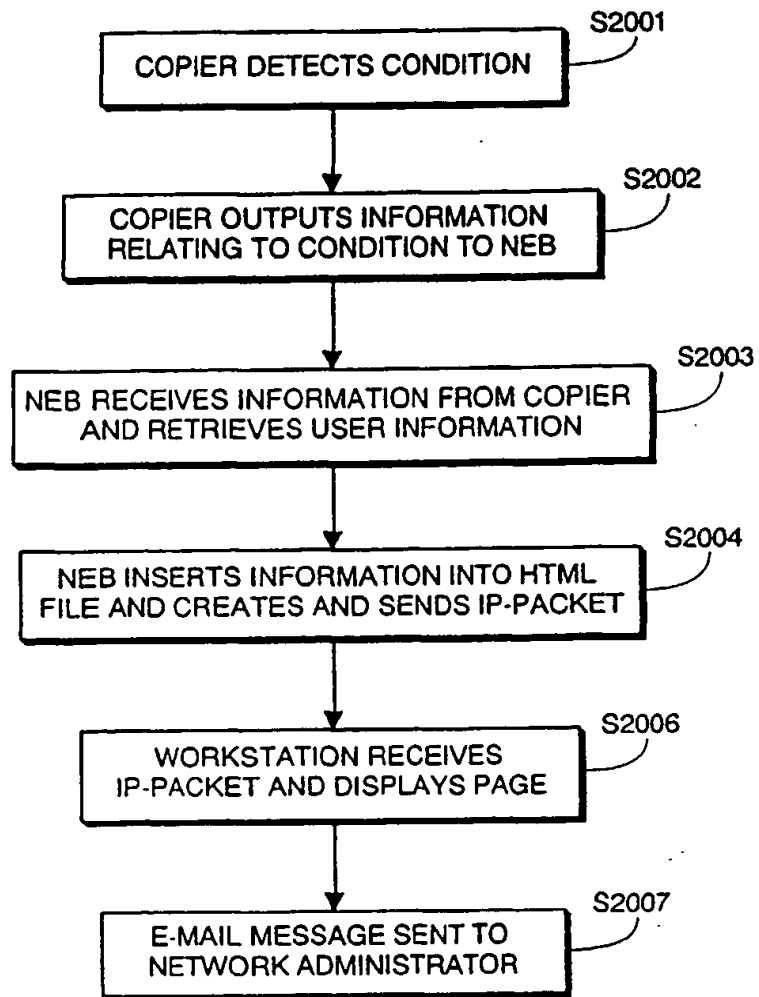 S2001
COPIER DETECTS CONDITION
S2002
COPIER OUTPUTS INFORMATION
RELATING TO CONDITION TO NEB
S2003
NEB RECEIVES INFORMATION FROM COPIER
AND RETRIEVES USER INFORMATION
S2004
NEB INSERTS INFORMATION INTO HTML
FILE AND CREATES AND SENDS IP-PACKET
S2006
WORKSTATION RECEIVES
IP-PACKET AND DISPLAYS PAGE
S2007
E-MAIL MESSAGE SENT TO
NETWORK ADMINISTRATOR